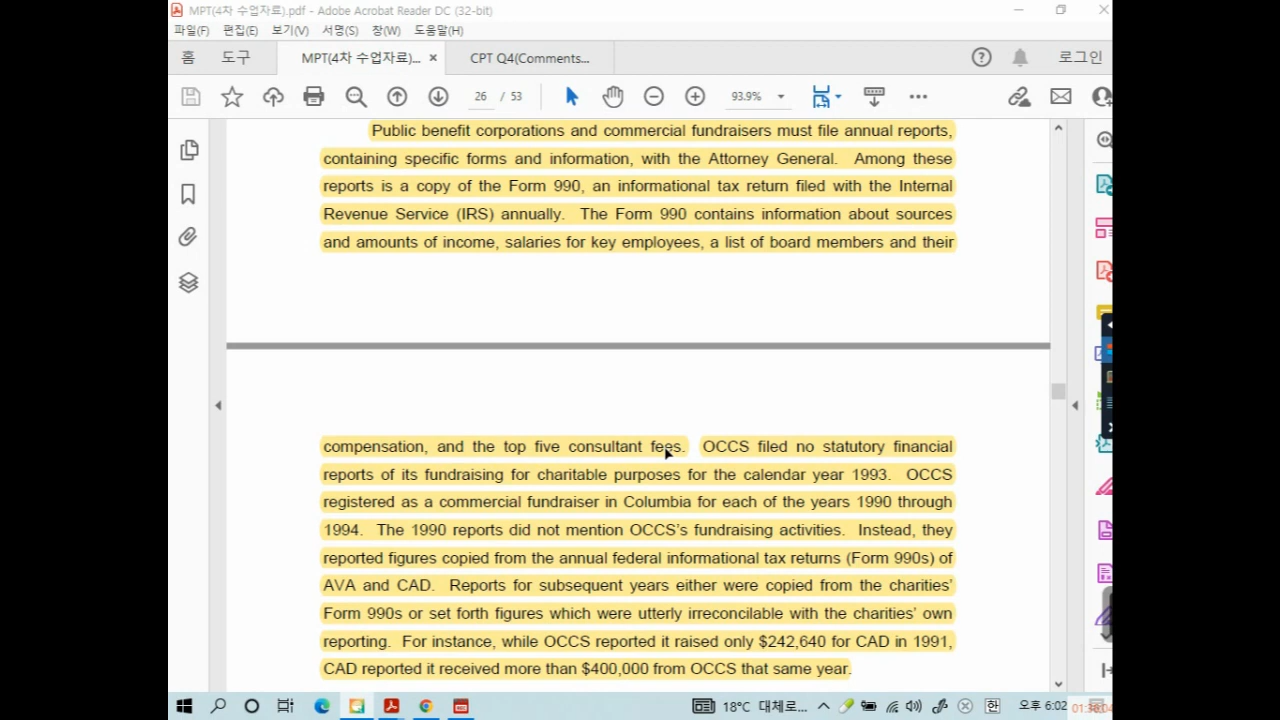 MPT(4차 수업자료).pdf - Adobe Acrobat Reader DC (32-bit)
파일(F) 편집(E) 보기(V) 서명(S) 창(W) 도움말(H)
홈 도구 MPT(4차 수업자료)... × CPT Q4(Comments... 로그인
26 / 53 93.9%
Public benefit corporations and commercial fundraisers must file annual reports,
containing specific forms and information, with the Attorney General. Among these
reports is a copy of the Form 990, an informational tax return filed with the Internal
Revenue Service (IRS) annually. The Form 990 contains information about sources
and amounts of income, salaries for key employees, a list of board members and their
compensation, and the top five consultant fees. OCCS filed no statutory financial
reports of its fundraising for charitable purposes for the calendar year 1993. OCCS
registered as a commercial fundraiser in Columbia for each of the years 1990 through
1994. The 1990 reports did not mention OCCS's fundraising activities. Instead, they
reported figures copied from the annual federal informational tax returns (Form 990s) of
AVA and CAD. Reports for subsequent years either were copied from the charities'
Form 990s or set forth figures which were utterly irreconcilable with the charities' own
reporting. For instance, while OCCS reported it raised only $242,640 for CAD in 1991,
CAD reported it received more than $400,000 from OCCS that same year.
18°C 대체로... 한 오후 6:02